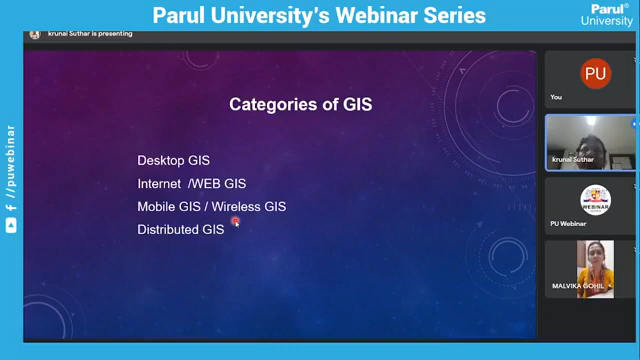 Parul University's Webinar Series
Parul®
University
krunal Suthar is presenting
Categories of GIS
Desktop GIS
Internet /WEB GIS
Mobile GIS / Wireless GIS
Distributed GIS
PU
You
krunal Suthar
WEBINAR
PU Webinar
MALVIKA GOHIL
/puwebinar